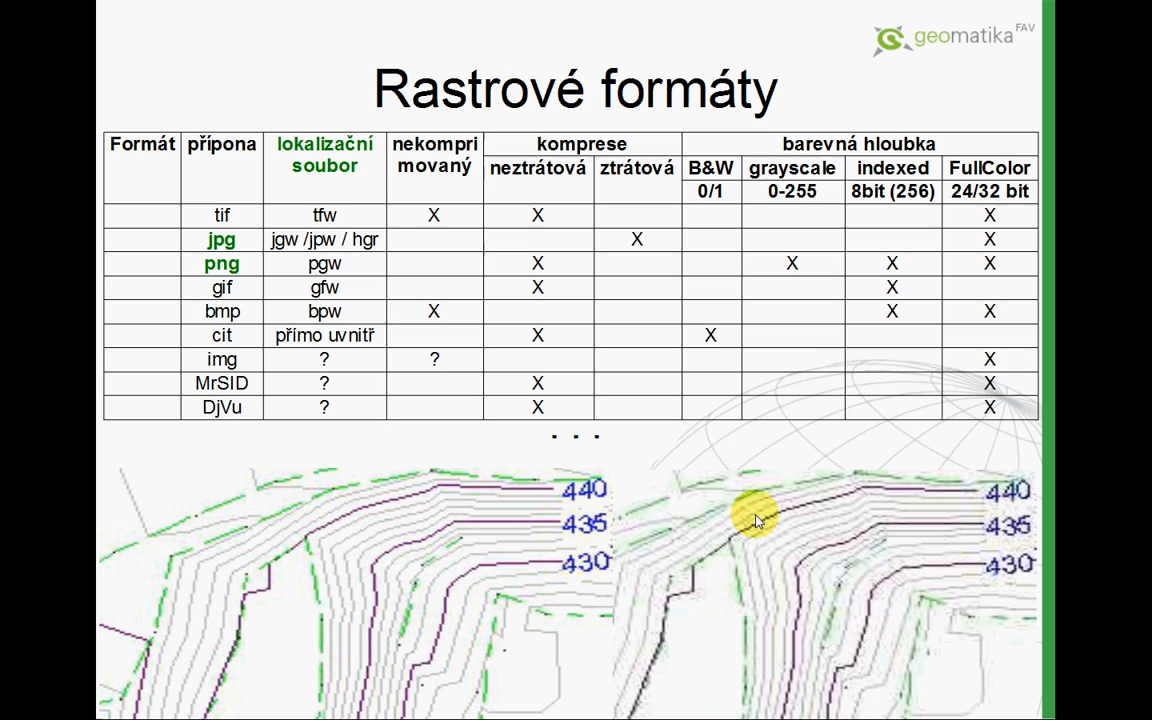 geomatika FAV
Rastrové formáty
Formát přípona lokalizační soubor nekompri movaný komprese barevná hloubka
neztrátová ztrátová B&W grayscale indexed FullColor
0/1 0-255 8bit (256) 24/32 bit
tif tfw X X X
jpg jgw /jpw / hgr X X
png pgw X X X X
gif gfw X X
bmp bpw X X X
cit přímo uvnitř X X
img ? ? X
MrSID ? X X
DjVu ? X X
. . .
440 440
435 435
430 430